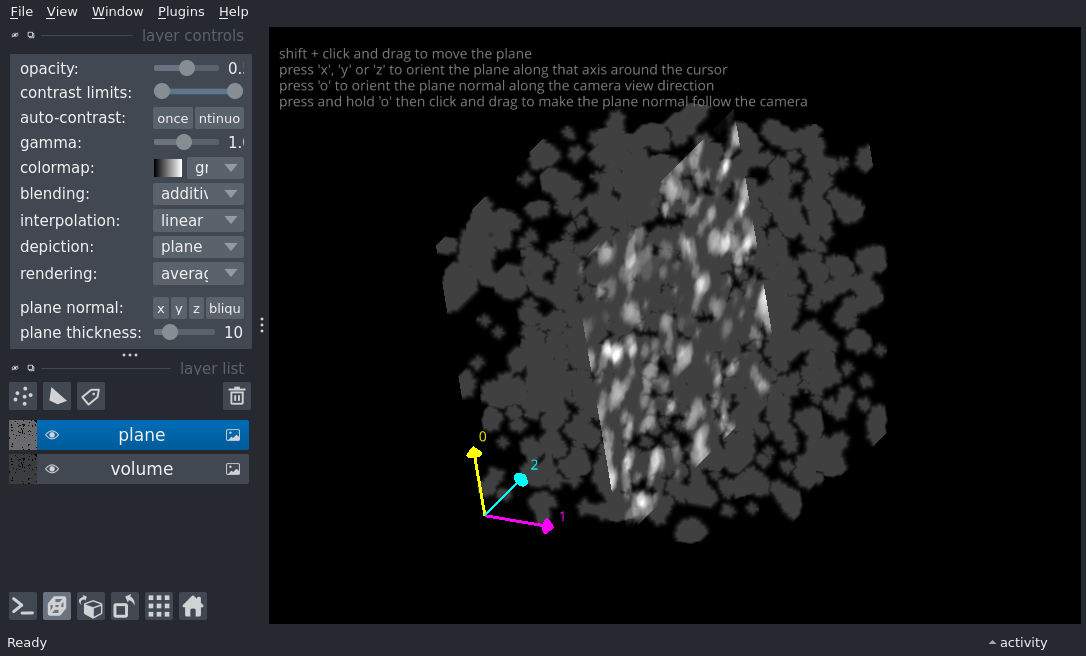 File View Window Plugins Help
layer controls
opacity: 0.
contrast limits:
auto-contrast: once ntinuo
gamma: 1.0
colormap: gr
blending: additiv
interpolation: linear
depiction: plane
rendering: averag
plane normal: x y z bliqu
plane thickness: 10
layer list
plane
volume
shift + click and drag to move the plane
press 'x', 'y' or 'z' to orient the plane along that axis around the cursor
press 'o' to orient the plane normal along the camera view direction
press and hold 'o' then click and drag to make the plane normal follow the camera
0
2
1
Ready
activity